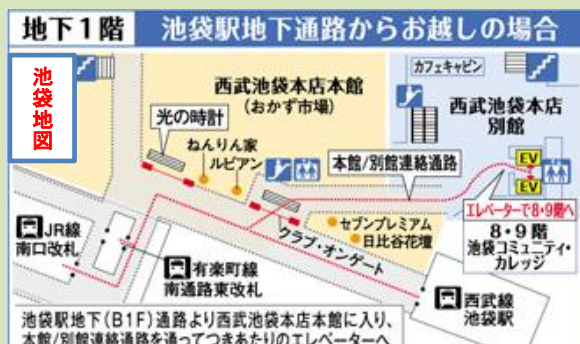 地下1階 池袋駅地下通路からお越しの場合
池袋地図
カフェキャビン
西武池袋本店本館
(おかず市場)
西武池袋本店
別館
光の時計
ねんりん家
ルビアン
本館/別館連絡通路
EV
EV
エレベーターで8・9階へ
8・9階
池袋コミュニティ・
カレッジ
セブンプレミアム
日比谷花壇
クラブ・オンゲート
JR線
南口改札
有楽町線
南通路東改札
西武線
池袋駅
池袋駅地下(B1F)通路より西武池袋本店本館に入り、
本館/別館連絡通路を通ってつきあたりのエレベーターへ